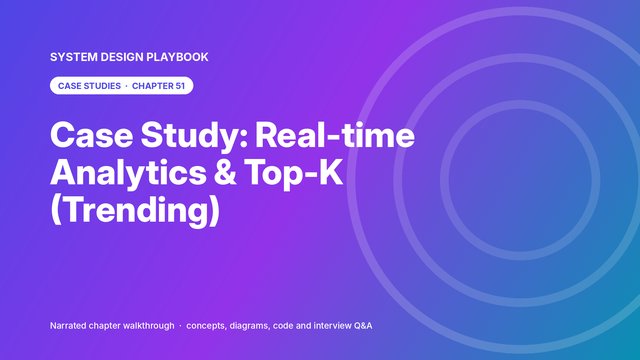 SYSTEM DESIGN PLAYBOOK
CASE STUDIES · CHAPTER 51
Case Study: Real-time
Analytics & Top-K
(Trending)
Narrated chapter walkthrough · concepts, diagrams, code and interview Q&A